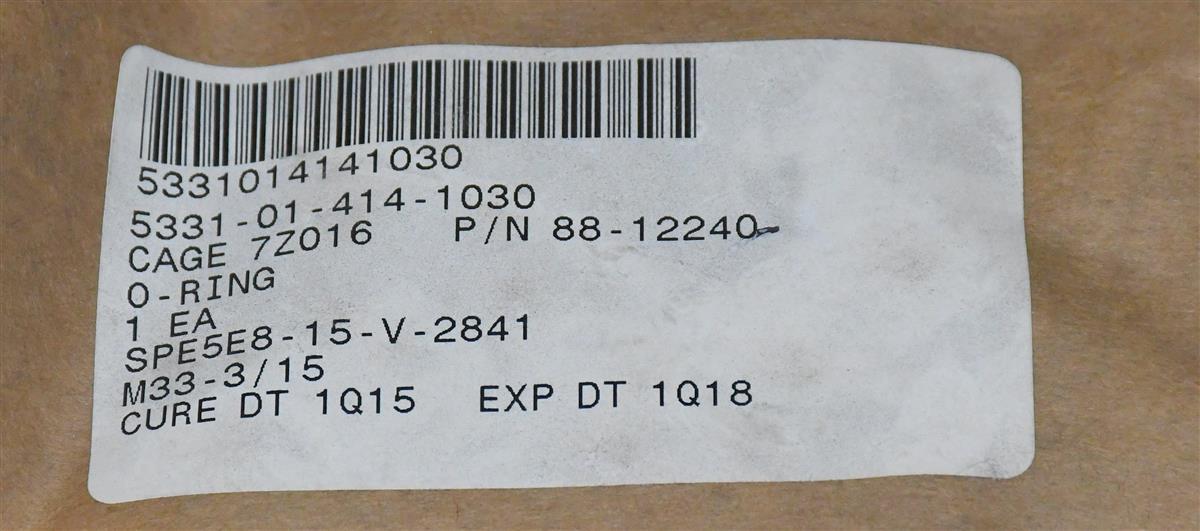 5331014141030
5331-01-414-1030
CAGE 7Z016 P/N 88-12240-
O-RING
1 EA
SPE5E8-15-V-2841
M33-3/15
CURE DT 1Q15 EXP DT 1Q18